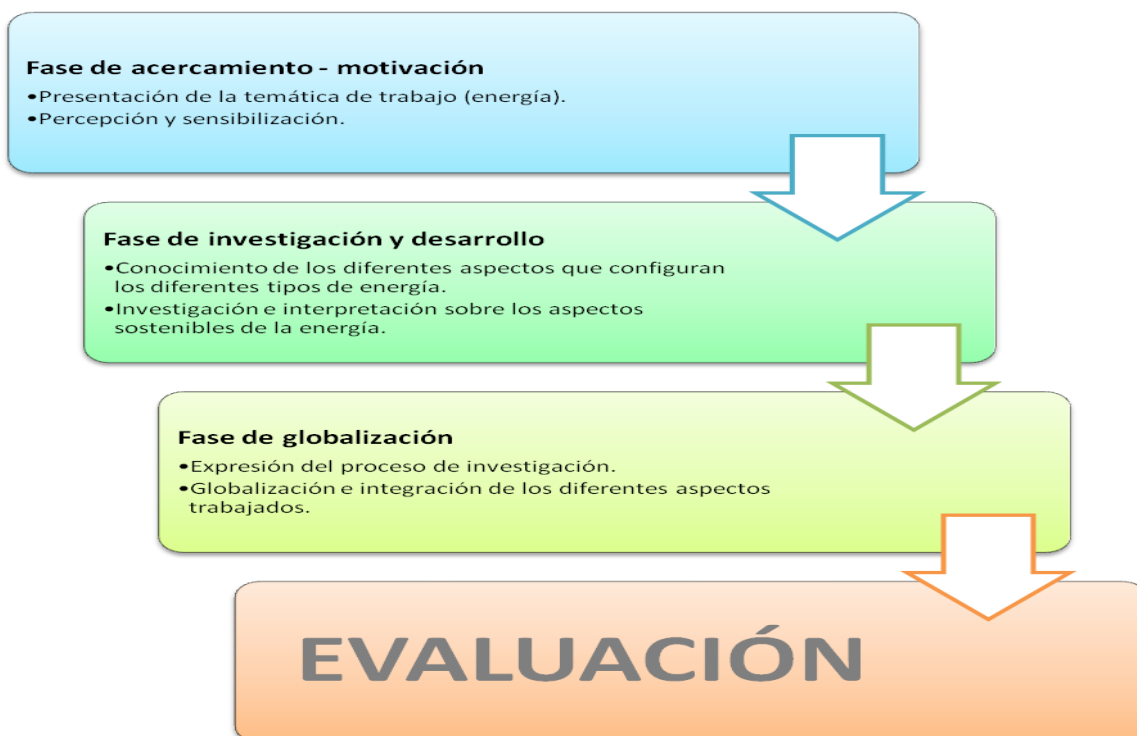 Fase de acercamiento - motivación
•Presentación de la temática de trabajo (energía).
•Percepción y sensibilización.
Fase de investigación y desarrollo
•Conocimiento de los diferentes aspectos que configuran
los diferentes tipos de energía.
•Investigación e interpretación sobre los aspectos
sostenibles de la energía.
Fase de globalización
•Expresión del proceso de investigación.
•Globalización e integración de los diferentes aspectos
trabajados.
EVALUACIÓN